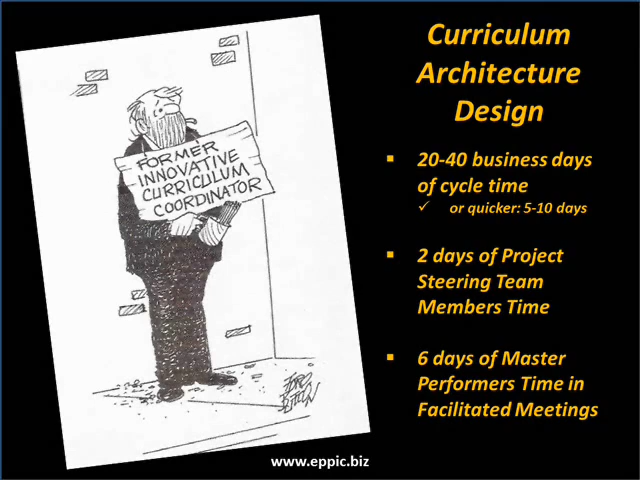 Curriculum
Architecture
Design
FORMER
INNOVATIVE
CURRICULUM
COORDINATOR
▪ 20-40 business days
of cycle time
✓ or quicker: 5-10 days
▪ 2 days of Project
Steering Team
Members Time
▪ 6 days of Master
Performers Time in
Facilitated Meetings
www.eppic.biz